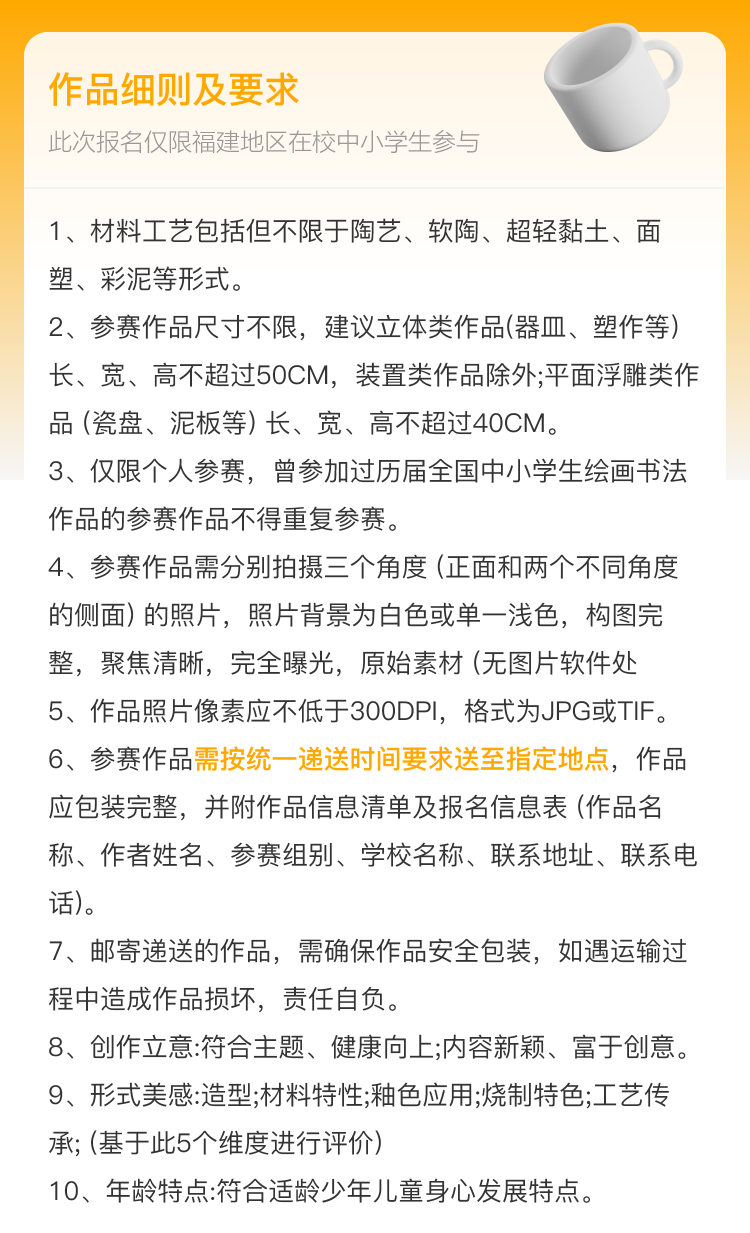 作品细则及要求
此次报名仅限福建地区在校中小学生参与
1、材料工艺包括但不限于陶艺、软陶、超轻黏土、面
塑、彩泥等形式。
2、参赛作品尺寸不限，建议立体类作品(器皿、塑作等)
长、宽、高不超过50CM，装置类作品除外;平面浮雕类作
品 (瓷盘、泥板等) 长、宽、高不超过40CM。
3、仅限个人参赛，曾参加过历届全国中小学生绘画书法
作品的参赛作品不得重复参赛。
4、参赛作品需分别拍摄三个角度 (正面和两个不同角度
的侧面) 的照片，照片背景为白色或单一浅色，构图完
整，聚焦清晰，完全曝光，原始素材 (无图片软件处
5、作品照片像素应不低于300DPI，格式为JPG或TIF。
6、参赛作品需按统一递送时间要求送至指定地点，作品
应包装完整，并附作品信息清单及报名信息表 (作品名
称、作者姓名、参赛组别、学校名称、联系地址、联系电
话)。
7、邮寄递送的作品，需确保作品安全包装，如遇运输过
程中造成作品损坏，责任自负。
8、创作立意:符合主题、健康向上;内容新颖、富于创意。
9、形式美感:造型;材料特性;釉色应用;烧制特色;工艺传
承; (基于此5个维度进行评价)
10、年龄特点:符合适龄少年儿童身心发展特点。